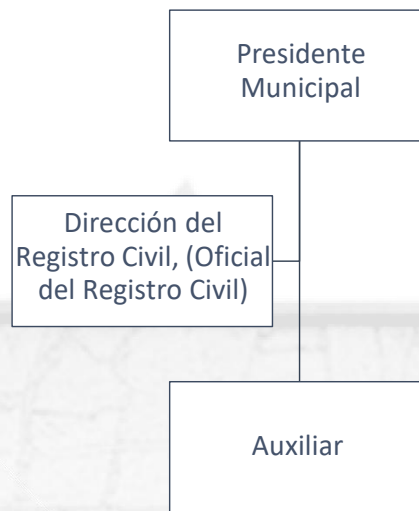 Presidente
Municipal
Dirección del
Registro Civil, (Oficial
del Registro Civil)
Auxiliar